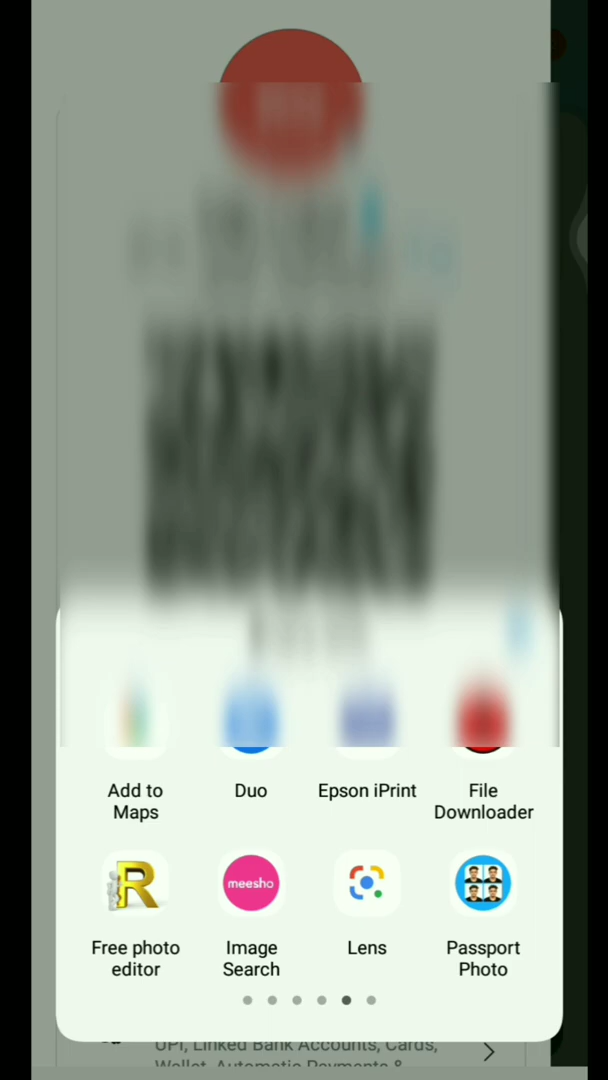 Add to
Maps
Duo
Epson iPrint
File
Downloader
R
meesho
Free photo
editor
Image
Search
Lens
Passport
Photo
UPI, Linked Bank Accounts, Cards,
Wallet, Automatic Payments &